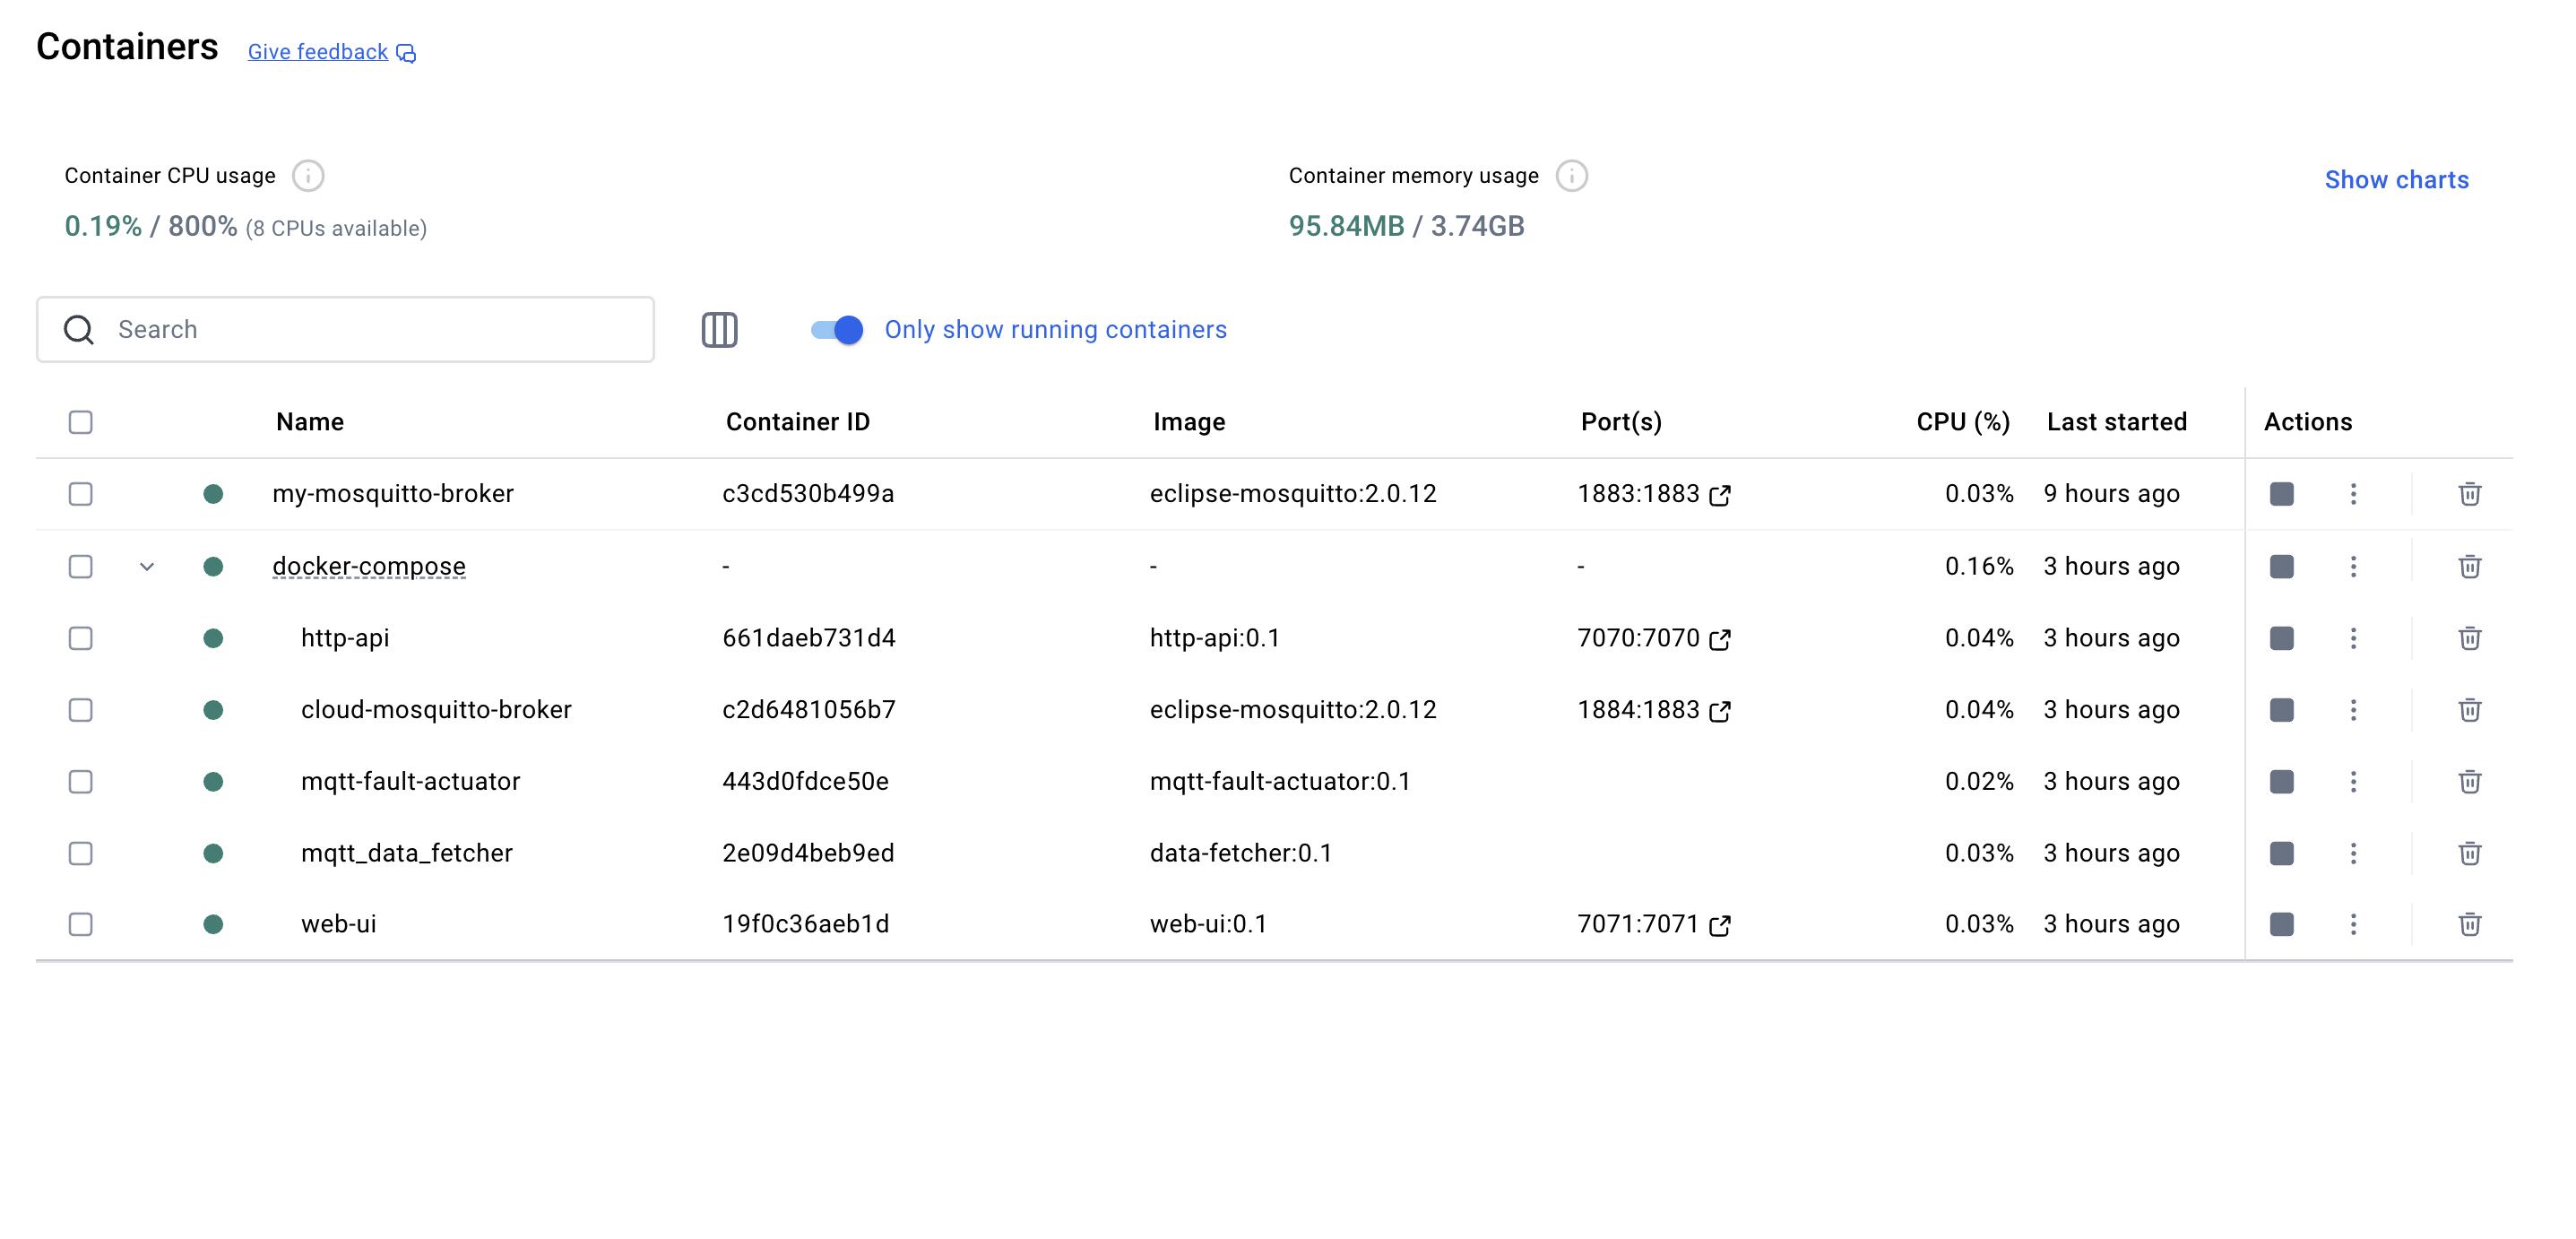 Containers Give feedback
Container CPU usage
0.19% / 800% (8 CPUs available)
Container memory usage
95.84MB / 3.74GB
Show charts
Search
Only show running containers
Name Container ID Image Port(s) CPU (%) Last started Actions
my-mosquitto-broker c3cd530b499a eclipse-mosquitto:2.0.12 1883:1883 0.03% 9 hours ago
docker-compose - - - 0.16% 3 hours ago
http-api 661daeb731d4 http-api:0.1 7070:7070 0.04% 3 hours ago
cloud-mosquitto-broker c2d6481056b7 eclipse-mosquitto:2.0.12 1884:1883 0.04% 3 hours ago
mqtt-fault-actuator 443d0fdce50e mqtt-fault-actuator:0.1 0.02% 3 hours ago
mqtt_data_fetcher 2e09d4beb9ed data-fetcher:0.1 0.03% 3 hours ago
web-ui 19f0c36aeb1d web-ui:0.1 7071:7071 0.03% 3 hours ago